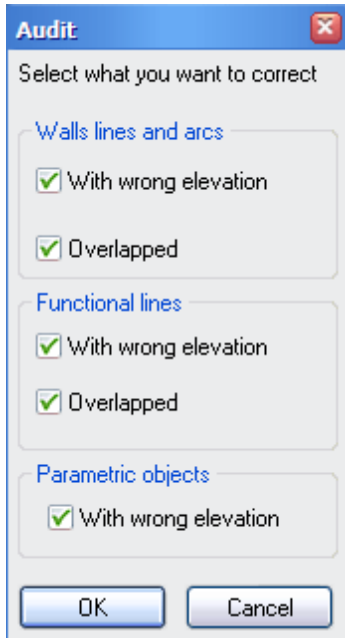 Audit
Select what you want to correct
Walls lines and arcs
With wrong elevation
Overlapped
Functional lines
With wrong elevation
Overlapped
Parametric objects
With wrong elevation
OK Cancel